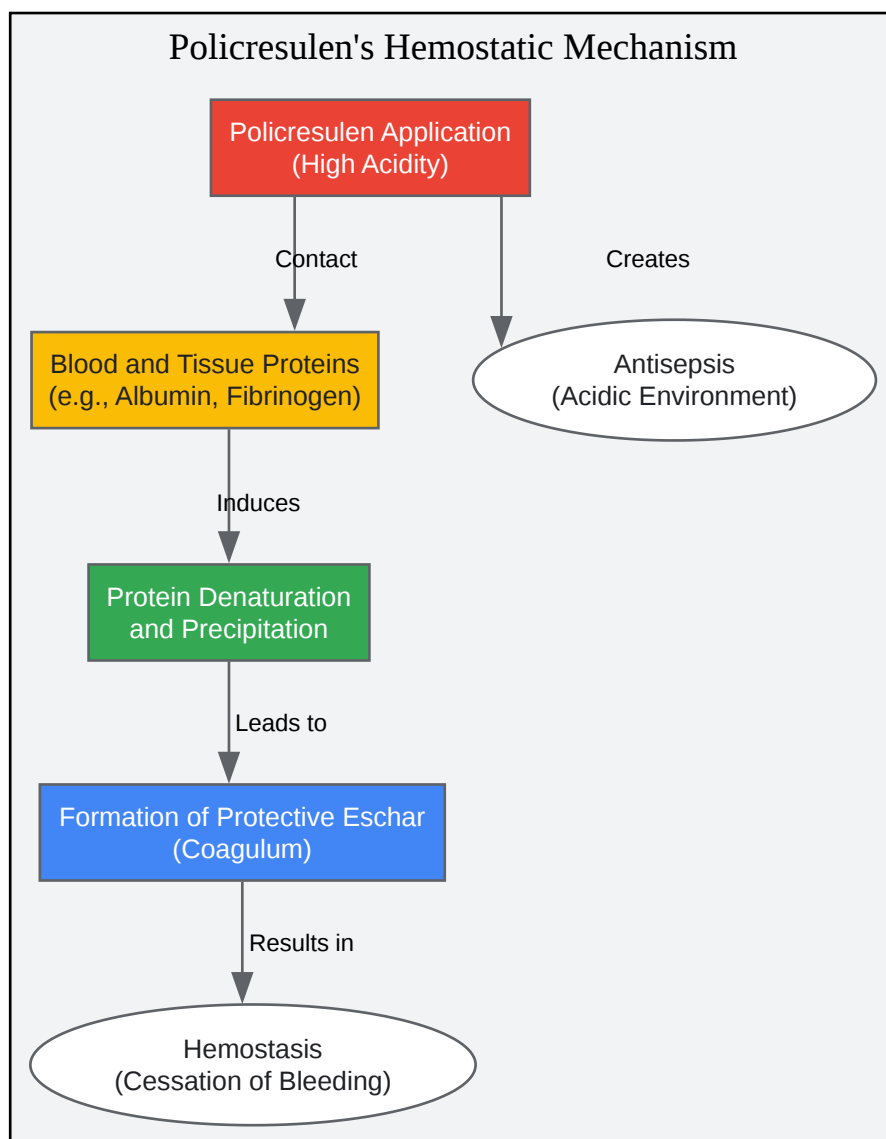 Policresulen's Hemostatic Mechanism
Policresulen Application
(High Acidity)
Contact
Creates
Blood and Tissue Proteins
(e.g., Albumin, Fibrinogen)
Antisepsis
(Acidic Environment)
Induces
Protein Denaturation
and Precipitation
Leads to
Formation of Protective Eschar
(Coagulum)
Results in
Hemostasis
(Cessation of Bleeding)